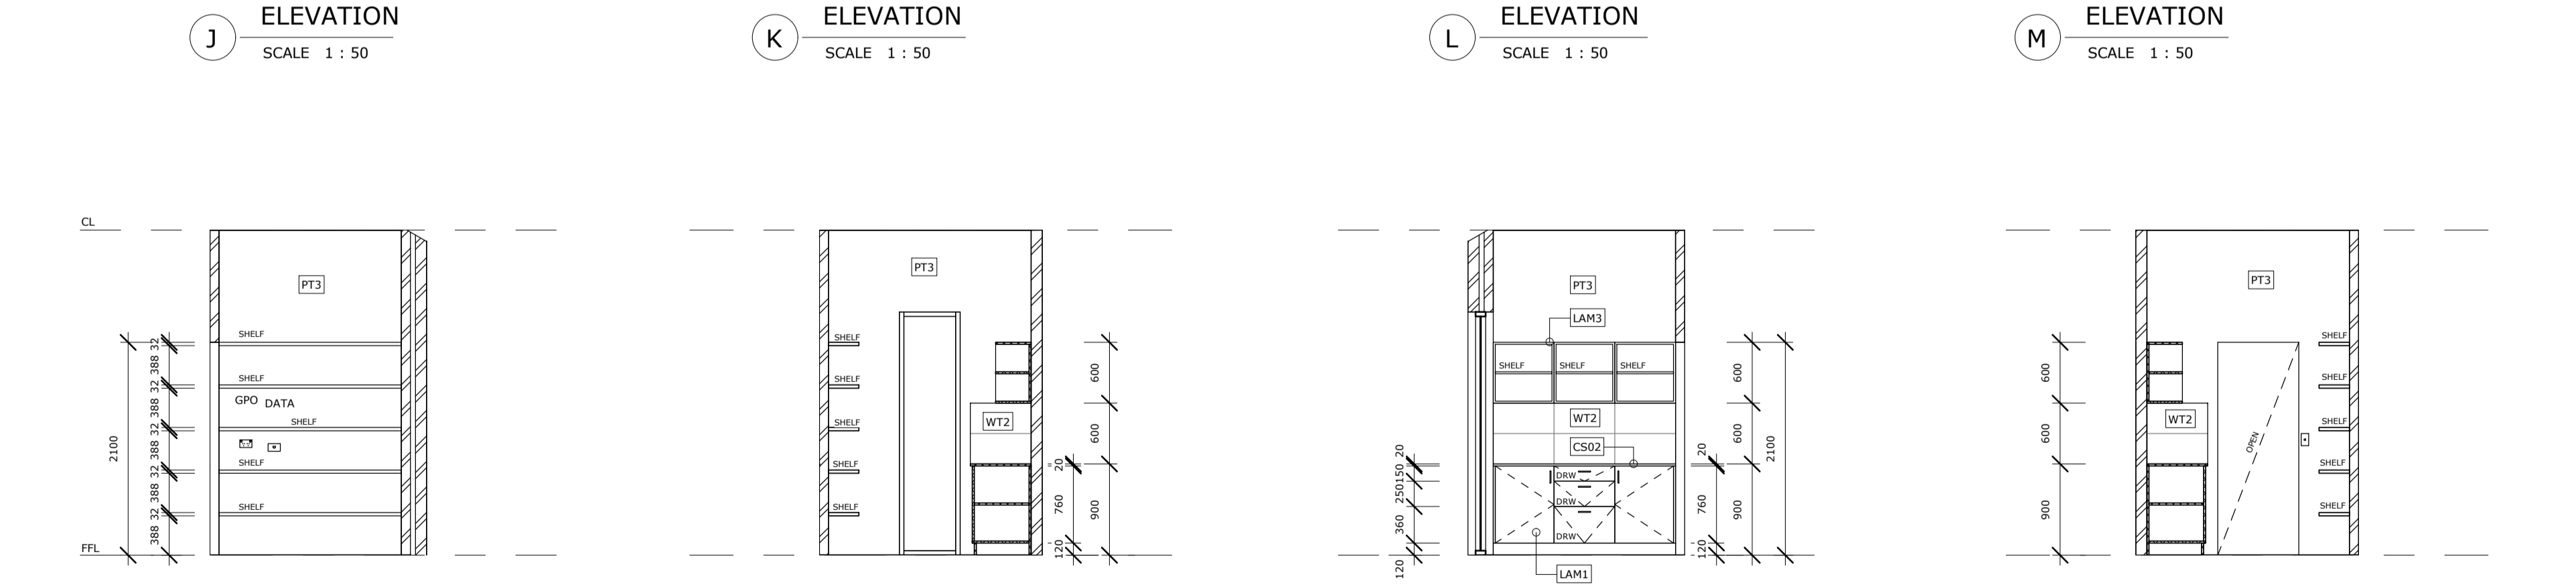 J ELEVATION
SCALE 1 : 50
K ELEVATION
SCALE 1 : 50
L ELEVATION
SCALE 1 : 50
M ELEVATION
SCALE 1 : 50
CL
PT3
SHELF
SHELF
GPO DATA
SHELF
SHELF
SHELF
FFL
2100
32
388
32
388
32
388
32
388
32
388
PT3
SHELF
SHELF
SHELF
SHELF
SHELF
WT2
20
760
120
600
600
900
PT3
LAM3
SHELF SHELF SHELF
WT2
CS02
DRW
DRW
DRW
LAM1
20
150
250
360
120
20
760
120
600
600
900
2100
PT3
WT2
OPEN
SHELF
SHELF
SHELF
SHELF
SHELF
600
600
900